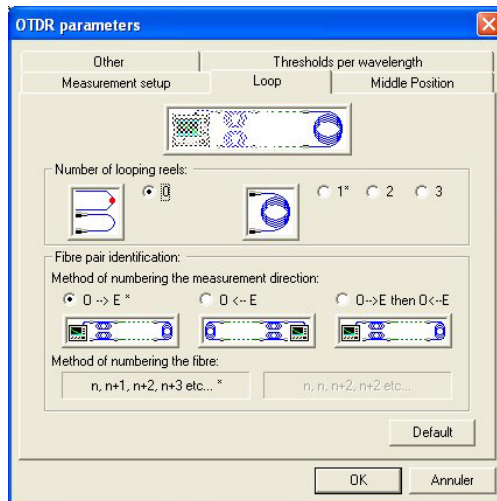 OTDR parameters
Other Thresholds per wavelength
Measurement setup Loop Middle Position
Number of looping reels:
0 1* 2 3
Fibre pair identification:
Method of numbering the measurement direction:
O --> E * O <-- E O-->E then O<--E
Method of numbering the fibre:
n, n+1, n+2, n+3 etc... * n, n, n+2, n+2 etc...
Default
OK Annuler